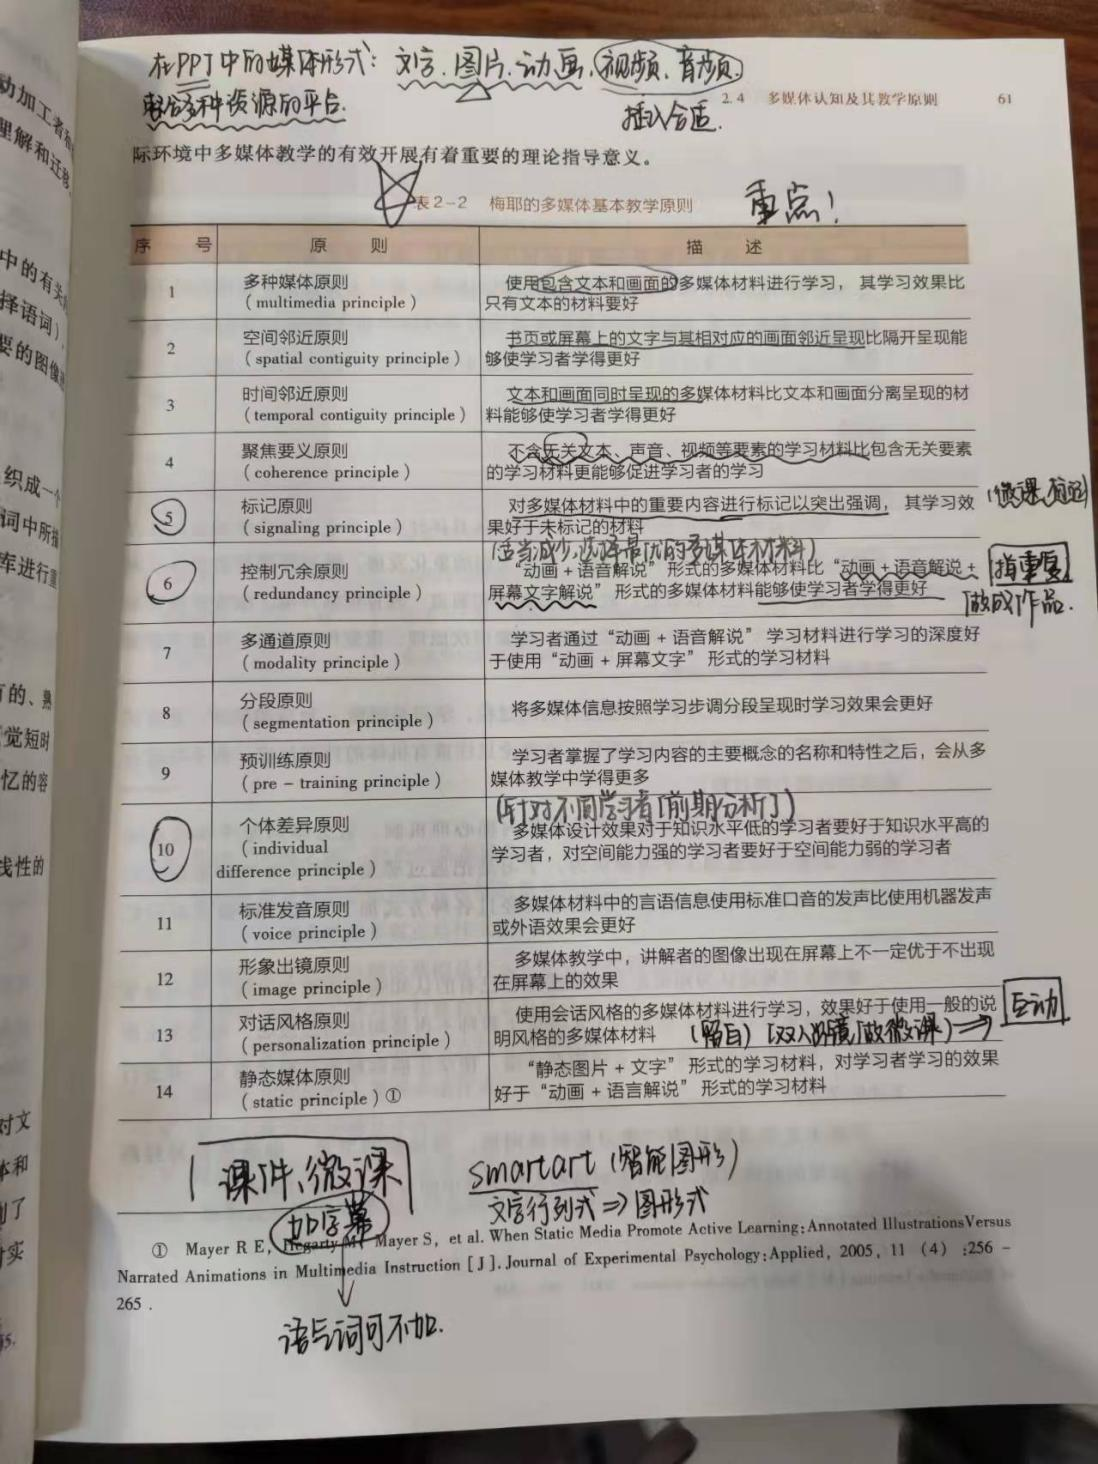 在PPT中的媒体形式：文字、图片、动画、视频、音频.
整合多种资源的平台.
插入合适.
2.4 多媒体认知及其教学原则 61
际环境中多媒体教学的有效开展有着重要的理论指导意义。
表2-2 梅耶的多媒体基本教学原则
重点!
序 号 原 则 描 述
1 多种媒体原则 使用包含文本和画面的多媒体材料进行学习，其学习效果比
(multimedia principle) 只有文本的材料要好
2 空间邻近原则 书页或屏幕上的文字与其相对应的画面邻近呈现比隔开呈现能
(spatial contiguity principle) 够使学习者学得更好
3 时间邻近原则 文本和画面同时呈现的多媒体材料比文本和画面分离呈现的材
(temporal contiguity principle) 料能够使学习者学得更好
4 聚焦要义原则 不含无关文本、声音、视频等要素的学习材料比包含无关要素
(coherence principle) 的学习材料更能够促进学习者的学习
5 标记原则 对多媒体材料中的重要内容进行标记以突出强调，其学习效
(signaling principle) 果好于未标记的材料
(适当减少.选择最优的多媒体材料)
6 控制冗余原则 “动画+语音解说”形式的多媒体材料比“动画+语音解说+
(redundancy principle) 屏幕文字解说”形式的多媒体材料能够使学习者学得更好
指重复
做成作品.
7 多通道原则 学习者通过“动画+语音解说”学习材料进行学习的深度好
(modality principle) 于使用“动画+屏幕文字”形式的学习材料
8 分段原则 将多媒体信息按照学习步调分段呈现时学习效果会更好
(segmentation principle)
9 预训练原则 学习者掌握了学习内容的主要概念的名称和特性之后，会从多
(pre-training principle) 媒体教学中学得更多
(针对不同学习者「前期分析」)
10 个体差异原则 多媒体设计效果对于知识水平低的学习者要好于知识水平高的
(individual 学习者，对空间能力强的学习者要好于空间能力弱的学习者
difference principle)
11 标准发音原则 多媒体材料中的言语信息使用标准口音的发声比使用机器发声
(voice principle) 或外语效果会更好
12 形象出镜原则 多媒体教学中，讲解者的图像出现在屏幕上不一定优于不出现
(image principle) 在屏幕上的效果
13 对话风格原则 使用会话风格的多媒体材料进行学习，效果好于使用一般的说
(personalization principle) 明风格的多媒体材料 (留白)「双人出镜」做微课⇒互动
14 静态媒体原则 “静态图片+文字”形式的学习材料，对学习者学习的效果
(static principle)① 好于“动画+语言解说”形式的学习材料
课件、微课
加字幕
smartart (智能图形)
文字行列式⇒图形式
① Mayer R E, Hegarty M, Mayer S, et al. When Static Media Promote Active Learning: Annotated Illustrations Versus
Narrated Animations in Multimedia Instruction [J]. Journal of Experimental Psychology: Applied, 2005, 11 (4) :256-
265.
语与词可不加.